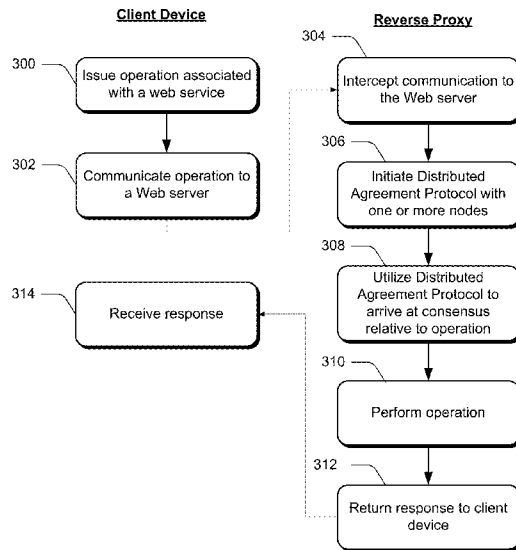 Client Device
300
Issue operation associated
with a web service
302
Communicate operation to
a Web server
314
Receive response
Reverse Proxy
304
Intercept communication to
the Web server
306
Initiate Distributed
Agreement Protocol with
one or more nodes
308
Utilize Distributed
Agreement Protocol to
arrive at consensus
relative to operation
310
Perform operation
312
Return response to client
device